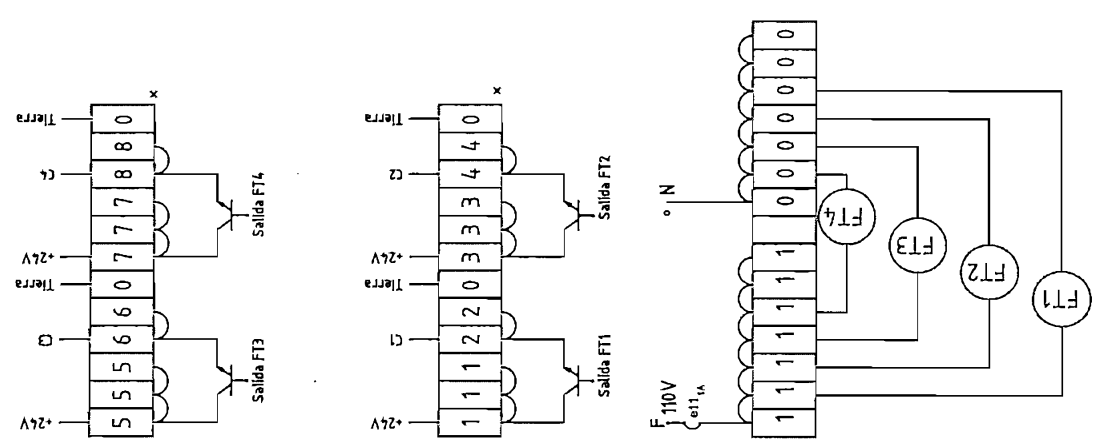 x
Tierra 0
8
C4 8
7
7
+24V 7
Tierra 0
6
C3 6
5
5
+24V 5
Salida FT4
Salida FT3
x
Tierra 0
4
C2 4
3
3
+24V 3
Tierra 0
2
C1 2
1
1
+24V 1
Salida FT2
Salida FT1
0
0
0
0
0
0
N 0
1
1
1
1
1
1
F 110V e11 1A 1
FT4
FT3
FT2
FT1